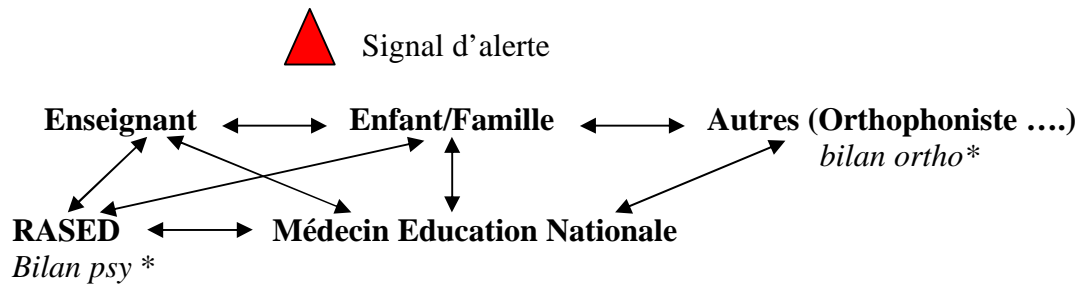 Signal d’alerte
Enseignant Enfant/Famille Autres (Orthophoniste ….)
bilan ortho*
RASED Médecin Education Nationale
Bilan psy *